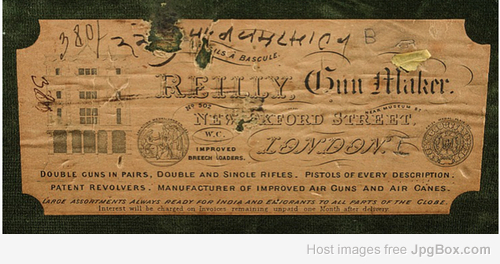 380/-
B
FUSILS A BASCULE.
REILLY, Gun Maker.
No 502 NEAR MUSEUM ST
NEW OXFORD STREET,
W.C.
LONDON
IMPROVED
BREECH LOADERS.
DOUBLE GUNS IN PAIRS, DOUBLE AND SINGLE RIFLES. PISTOLS OF EVERY DESCRIPTION.
PATENT REVOLVERS. MANUFACTURER OF IMPROVED AIR GUNS AND AIR CANES.
LARGE ASSORTMENTS ALWAYS READY FOR INDIA AND EMIGRANTS TO ALL PARTS OF THE GLOBE.
Interest will be charged on Invoices remaining unpaid one Month after delivery.
Host images free JpgBox.com